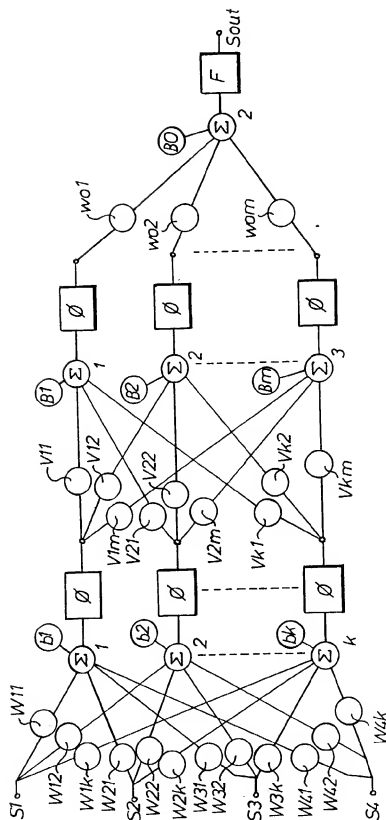 S1
S2
S3
S4
W11
W12
W1k
W21
W22
W2k
W31
W32
W3k
W41
W42
W4k
b1
b2
bk
Σ
1
Σ
2
Σ
k
Ø
Ø
Ø
V11
V12
V1m
V21
V22
V2m
Vk1
Vk2
Vkm
B1
B2
Bm
Σ
1
Σ
2
Σ
3
Ø
Ø
Ø
wo1
wo2
wom
BO
Σ
2
F
Sout